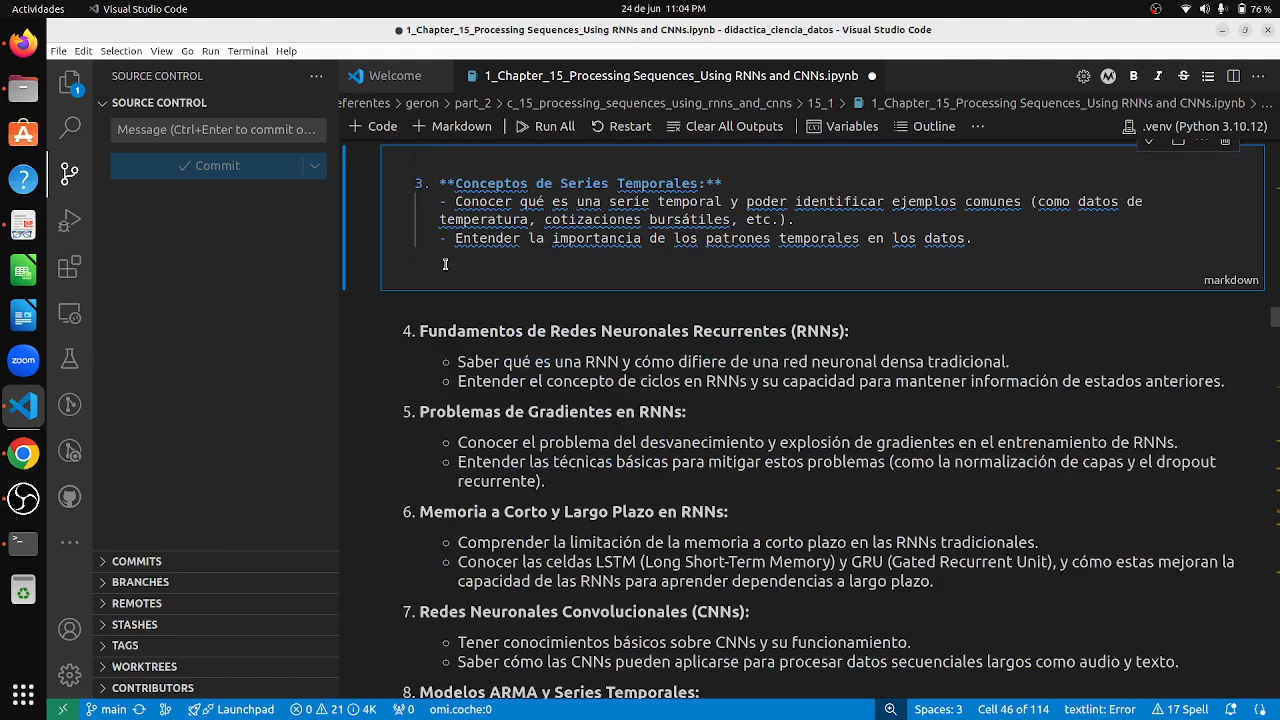 Actividades Visual Studio Code 24 de jun 11:04 PM 76 %
1_Chapter_15_Processing Sequences_Using RNNs and CNNs.ipynb - didactica_ciencia_datos - Visual Studio Code
File Edit Selection View Go Run Terminal Help
SOURCE CONTROL
Welcome 1_Chapter_15_Processing Sequences_Using RNNs and CNNs.ipynb
SOURCE CONTROL
eferentes > geron > part_2 > c_15_processing_sequences_using_rnns_and_cnns > 15_1 > 1_Chapter_15_Processing Sequences_Using RNNs and CNNs.ipynb > ...
Message (Ctrl+Enter to commit o...
+ Code + Markdown Run All Restart Clear All Outputs Variables Outline ... .venv (Python 3.10.12)
Commit
3. **Conceptos de Series Temporales:**
- Conocer qué es una serie temporal y poder identificar ejemplos comunes (como datos de
temperatura, cotizaciones bursátiles, etc.).
- Entender la importancia de los patrones temporales en los datos.
markdown
4. Fundamentos de Redes Neuronales Recurrentes (RNNs):
◦ Saber qué es una RNN y cómo difiere de una red neuronal densa tradicional.
◦ Entender el concepto de ciclos en RNNs y su capacidad para mantener información de estados anteriores.
5. Problemas de Gradientes en RNNs:
◦ Conocer el problema del desvanecimiento y explosión de gradientes en el entrenamiento de RNNs.
◦ Entender las técnicas básicas para mitigar estos problemas (como la normalización de capas y el dropout
recurrente).
6. Memoria a Corto y Largo Plazo en RNNs:
◦ Comprender la limitación de la memoria a corto plazo en las RNNs tradicionales.
◦ Conocer las celdas LSTM (Long Short-Term Memory) y GRU (Gated Recurrent Unit), y cómo estas mejoran la
capacidad de las RNNs para aprender dependencias a largo plazo.
7. Redes Neuronales Convolucionales (CNNs):
◦ Tener conocimientos básicos sobre CNNs y su funcionamiento.
◦ Saber cómo las CNNs pueden aplicarse para procesar datos secuenciales largos como audio y texto.
8. Modelos ARMA y Series Temporales:
1
zoom
COMMITS
BRANCHES
REMOTES
STASHES
TAGS
WORKTREES
CONTRIBUTORS
main Launchpad 0 21 4K 0 omi.coche:0 Spaces: 3 Cell 46 of 114 textlint: Error 17 Spell